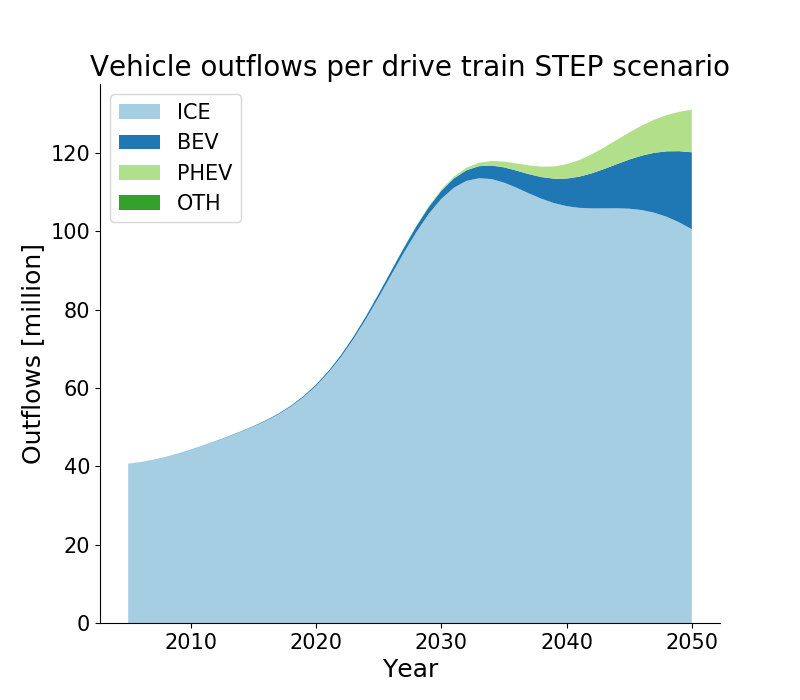 Vehicle outflows per drive train STEP scenario
ICE
BEV
PHEV
OTH
Outflows [million]
120
100
80
60
40
20
0
2010 2020 2030 2040 2050
Year